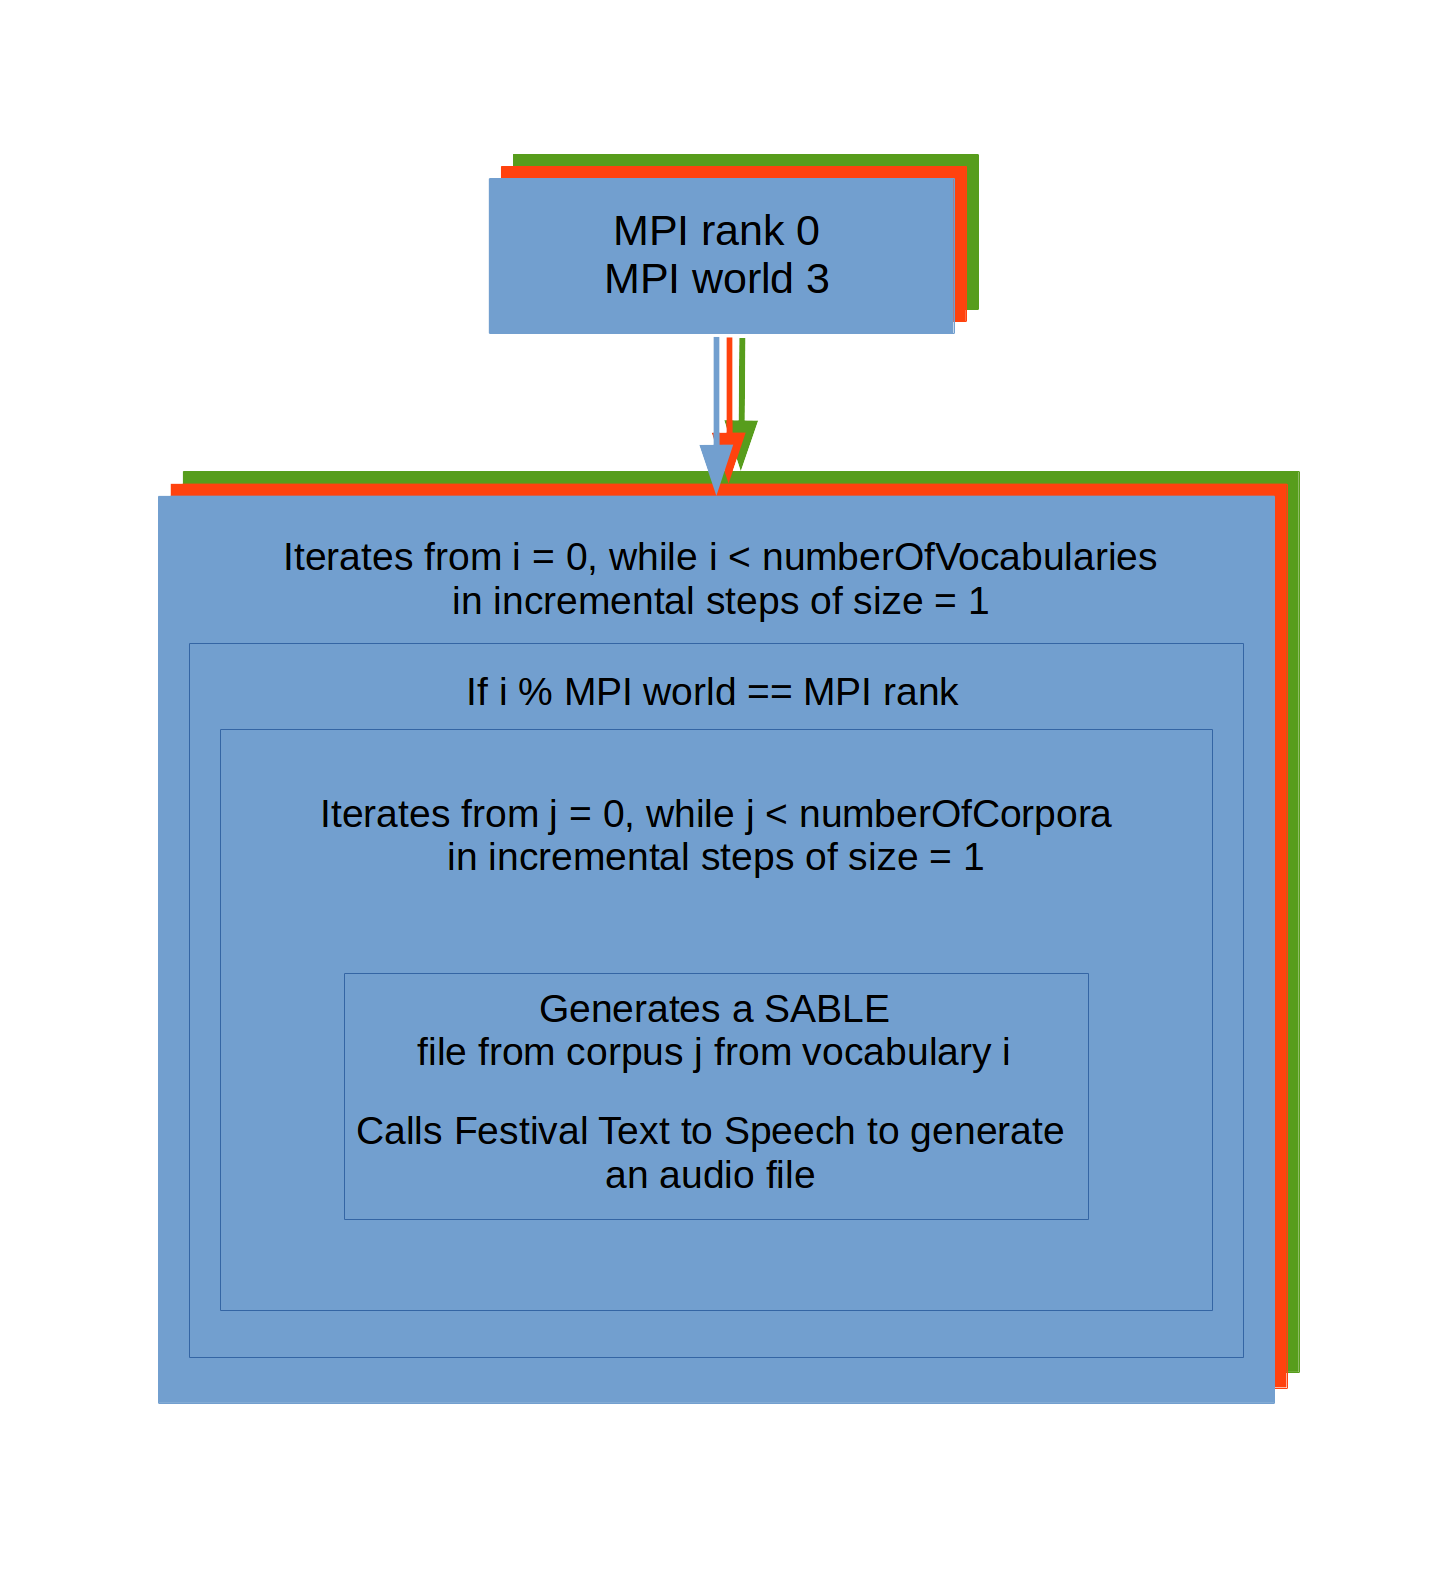 MPI rank 0
MPI world 3
Iterates from i = 0, while i < numberOfVocabularies
in incremental steps of size = 1
If i % MPI world == MPI rank
Iterates from j = 0, while j < numberOfCorpora
in incremental steps of size = 1
Generates a SABLE
file from corpus j from vocabulary i
Calls Festival Text to Speech to generate
an audio file